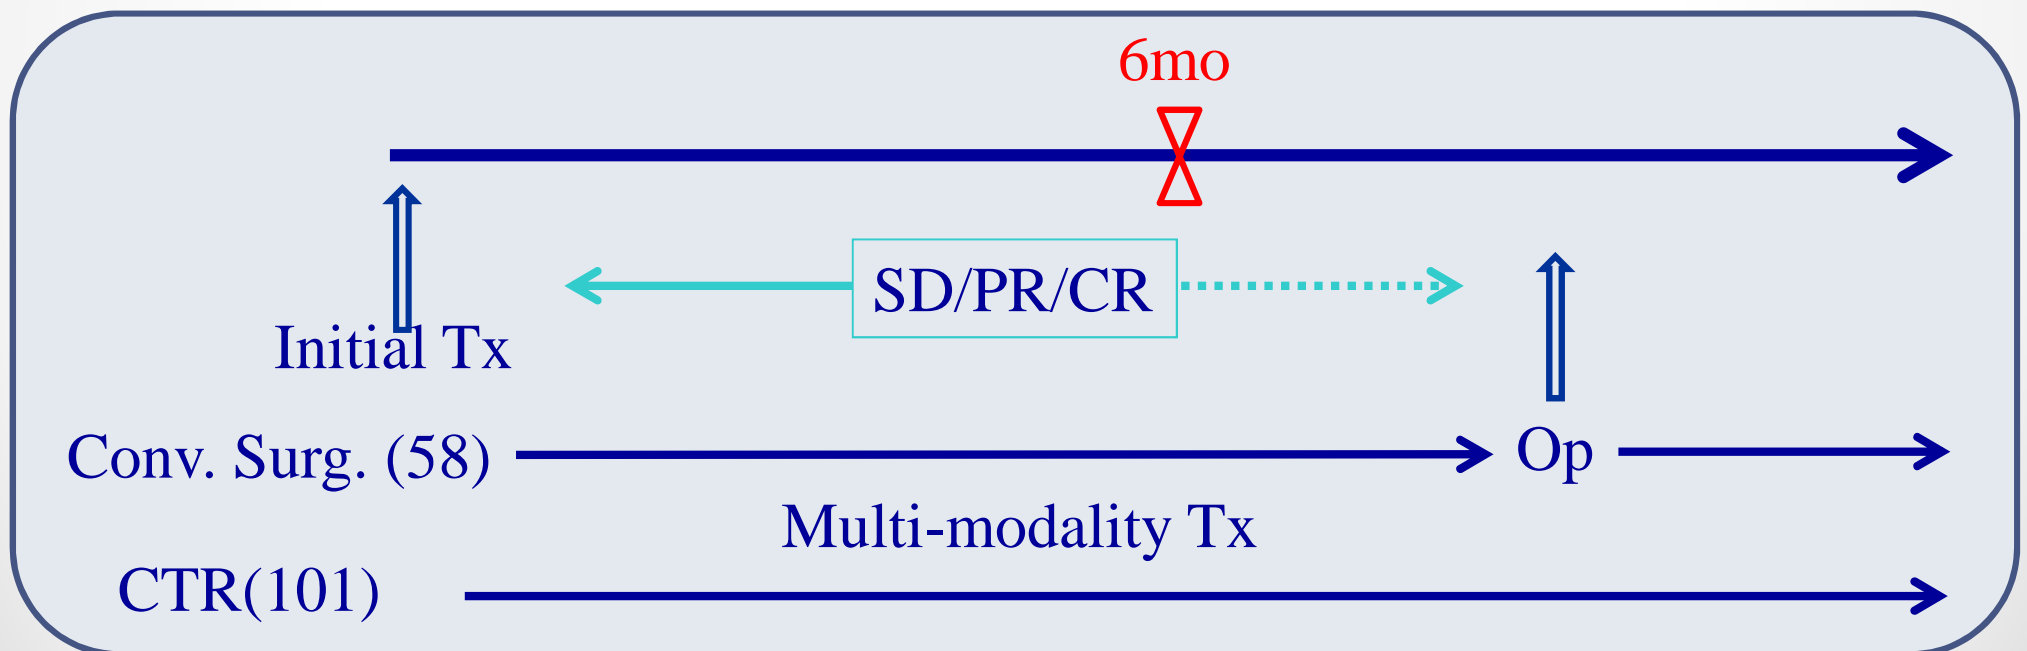 6mo
SD/PR/CR
Initial Tx
Conv. Surg. (58)
Op
Multi-modality Tx
CTR(101)